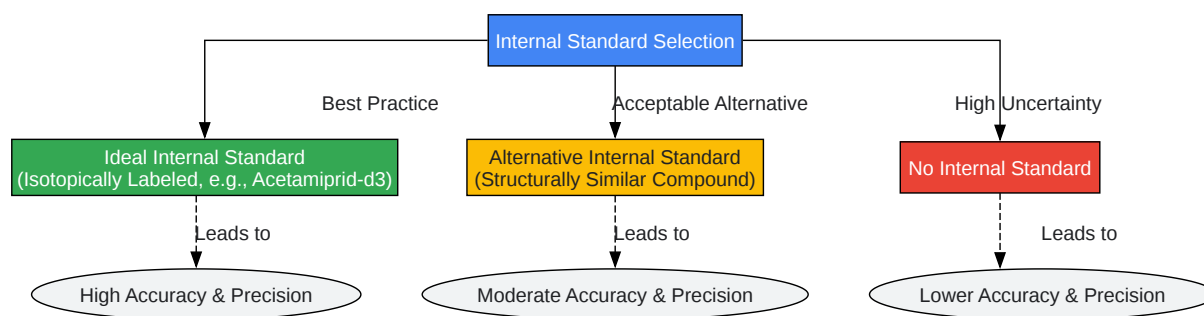 Internal Standard Selection
Best Practice
Acceptable Alternative
High Uncertainty
Ideal Internal Standard
(Isotopically Labeled, e.g., Acetamiprid-d3)
Alternative Internal Standard
(Structurally Similar Compound)
No Internal Standard
Leads to
Leads to
Leads to
High Accuracy & Precision
Moderate Accuracy & Precision
Lower Accuracy & Precision